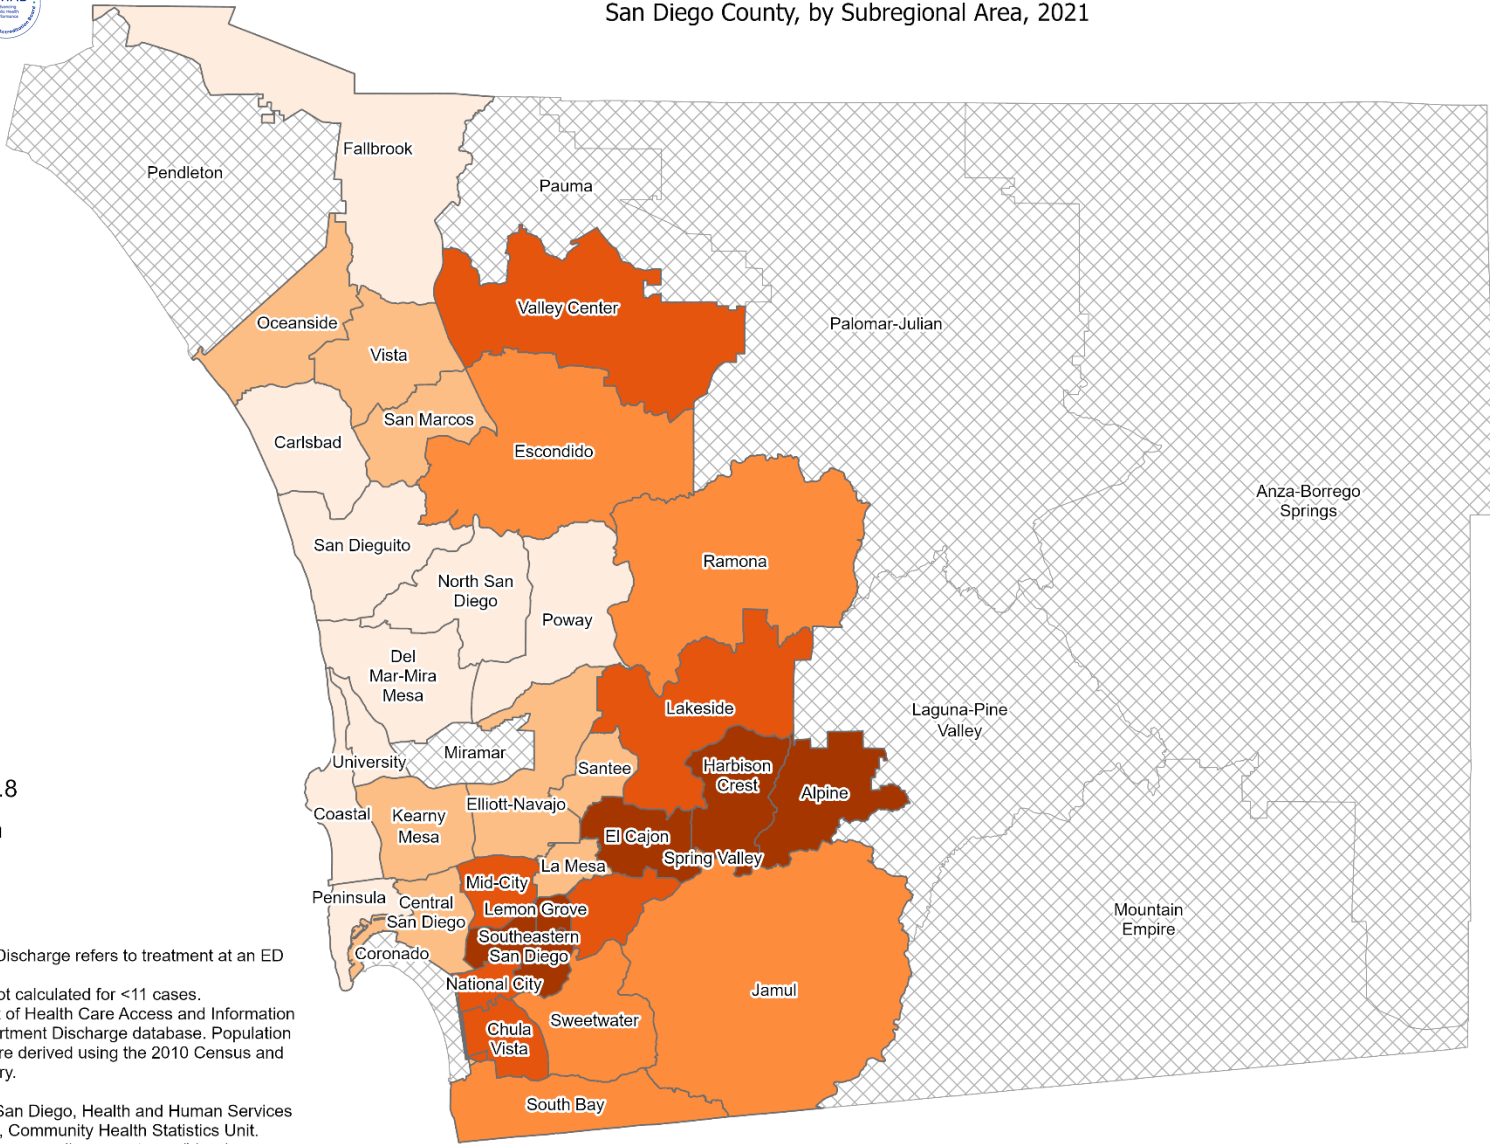 San Diego County, by Subregional Area, 2021
Fallbrook
Pendleton
Pauma
Valley Center
Oceanside
Palomar-Julian
Vista
San Marcos
Carlsbad
Escondido
Anza-Borrego
Springs
San Dieguito
Ramona
North San
Diego
Poway
Del
Mar-Mira
Mesa
Lakeside
Laguna-Pine
Valley
Miramar
University
Santee
Harbison
Crest
Alpine
.8
Coastal
Kearny
Mesa
Elliott-Navajo
El Cajon
Spring Valley
La Mesa
Mid-City
Peninsula
Central
San Diego
Lemon Grove
Mountain
Empire
Southeastern
San Diego
Coronado
Discharge refers to treatment at an ED
National City
Jamul
ot calculated for <11 cases.
t of Health Care Access and Information
Sweetwater
Chula
Vista
rtment Discharge database. Population
re derived using the 2010 Census and
ry.
South Bay
San Diego, Health and Human Services
, Community Health Statistics Unit.